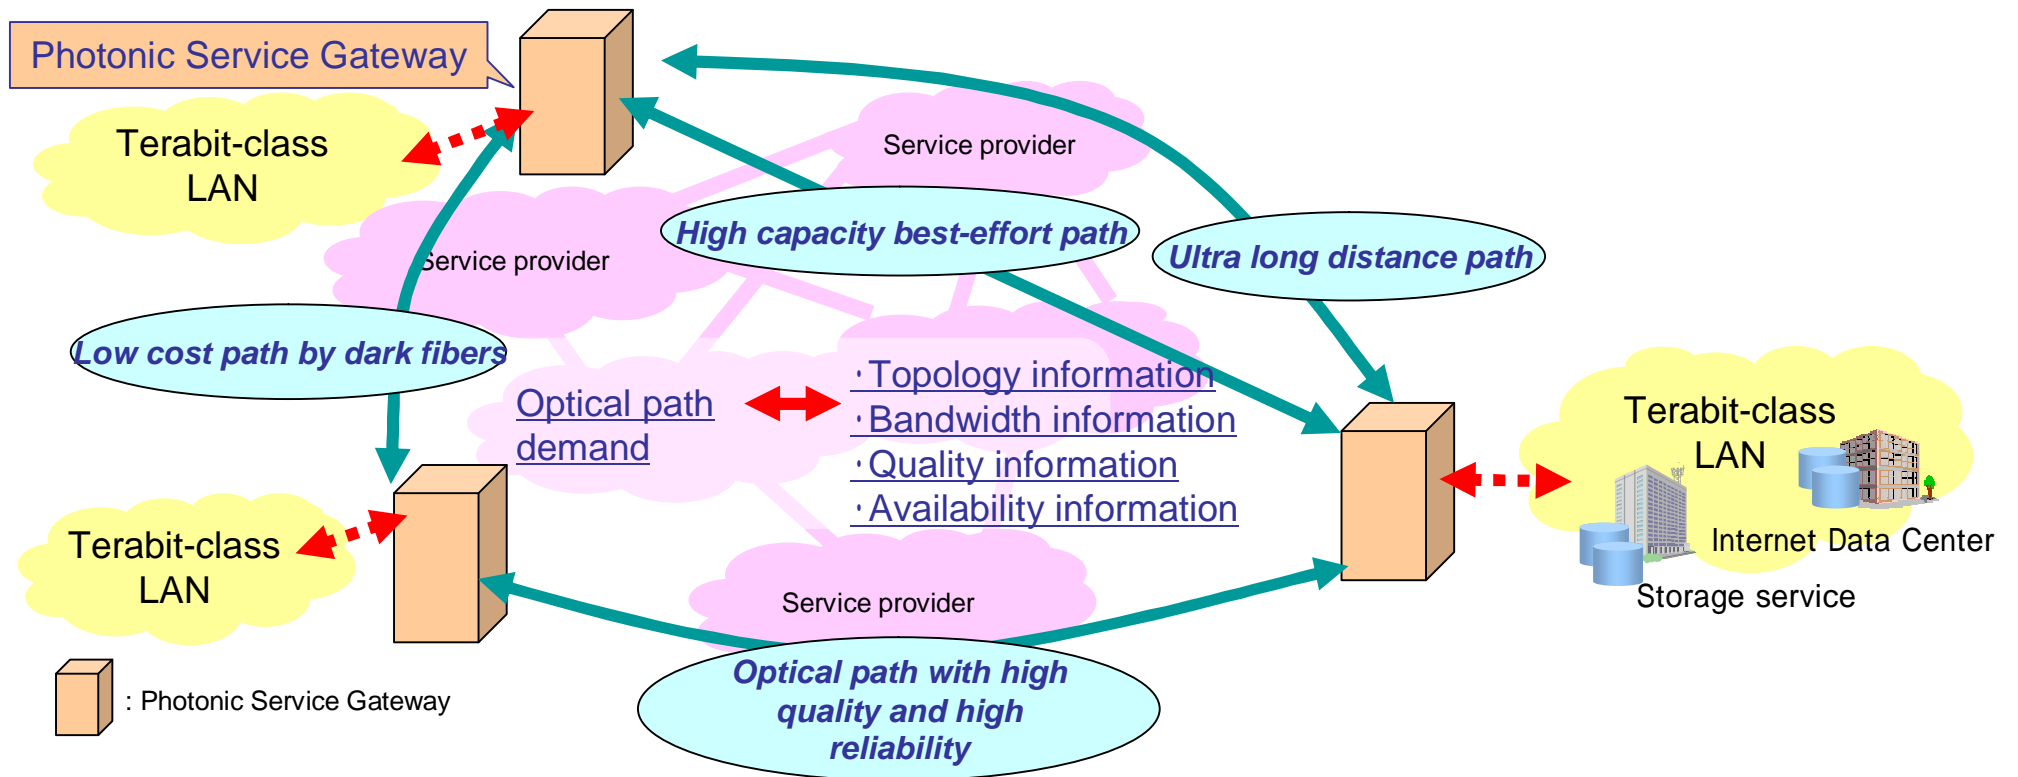 Photonic Service Gateway
Terabit-class
LAN
Service provider
High capacity best-effort path
Ultra long distance path
Service provider
Low cost path by dark fibers
Optical path
demand
·Topology information
·Bandwidth information
·Quality information
·Availability information
Terabit-class
LAN
Internet Data Center
Storage service
Terabit-class
LAN
Service provider
Optical path with high
quality and high
reliability
: Photonic Service Gateway